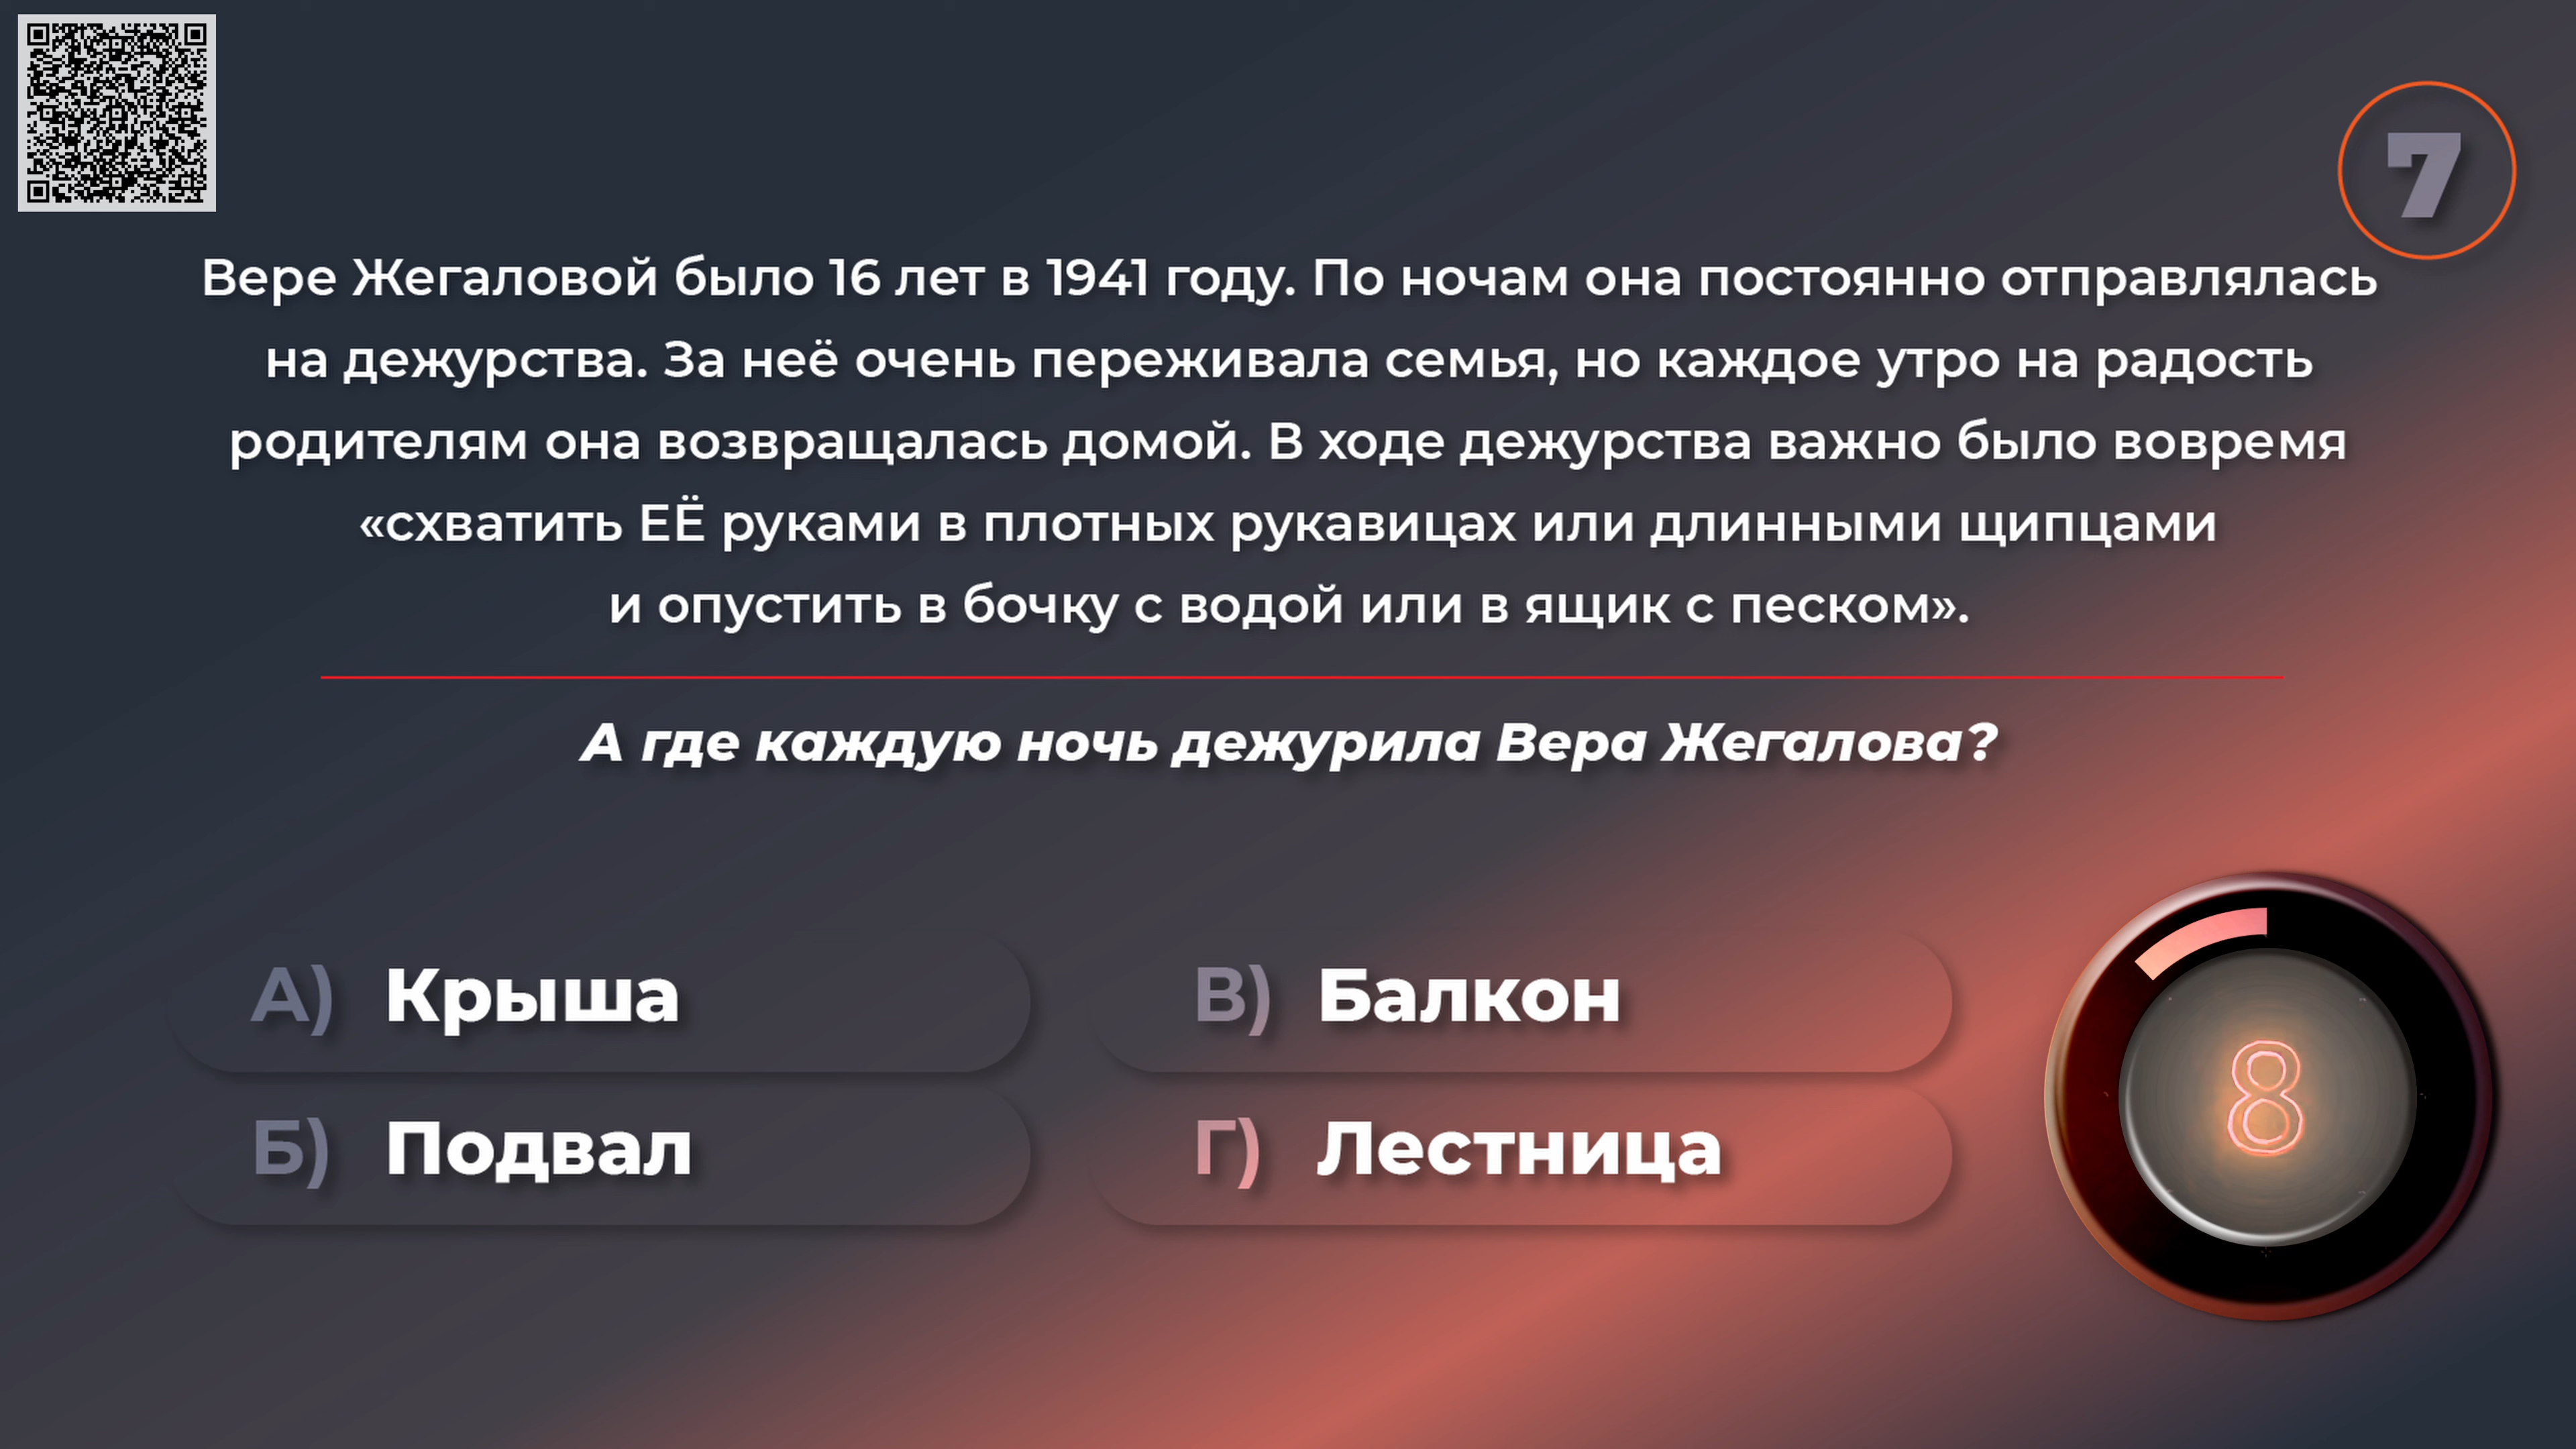 7
Вере Жегаловой было 16 лет в 1941 году. По ночам она постоянно отправлялась
на дежурства. За неё очень переживала семья, но каждое утро на радость
родителям она возвращалась домой. В ходе дежурства важно было вовремя
«схватить ЕЁ руками в плотных рукавицах или длинными щипцами
и опустить в бочку с водой или в ящик с песком».
А где каждую ночь дежурила Вера Жегалова?
А) Крыша
Б) Подвал
В) Балкон
Г) Лестница
8